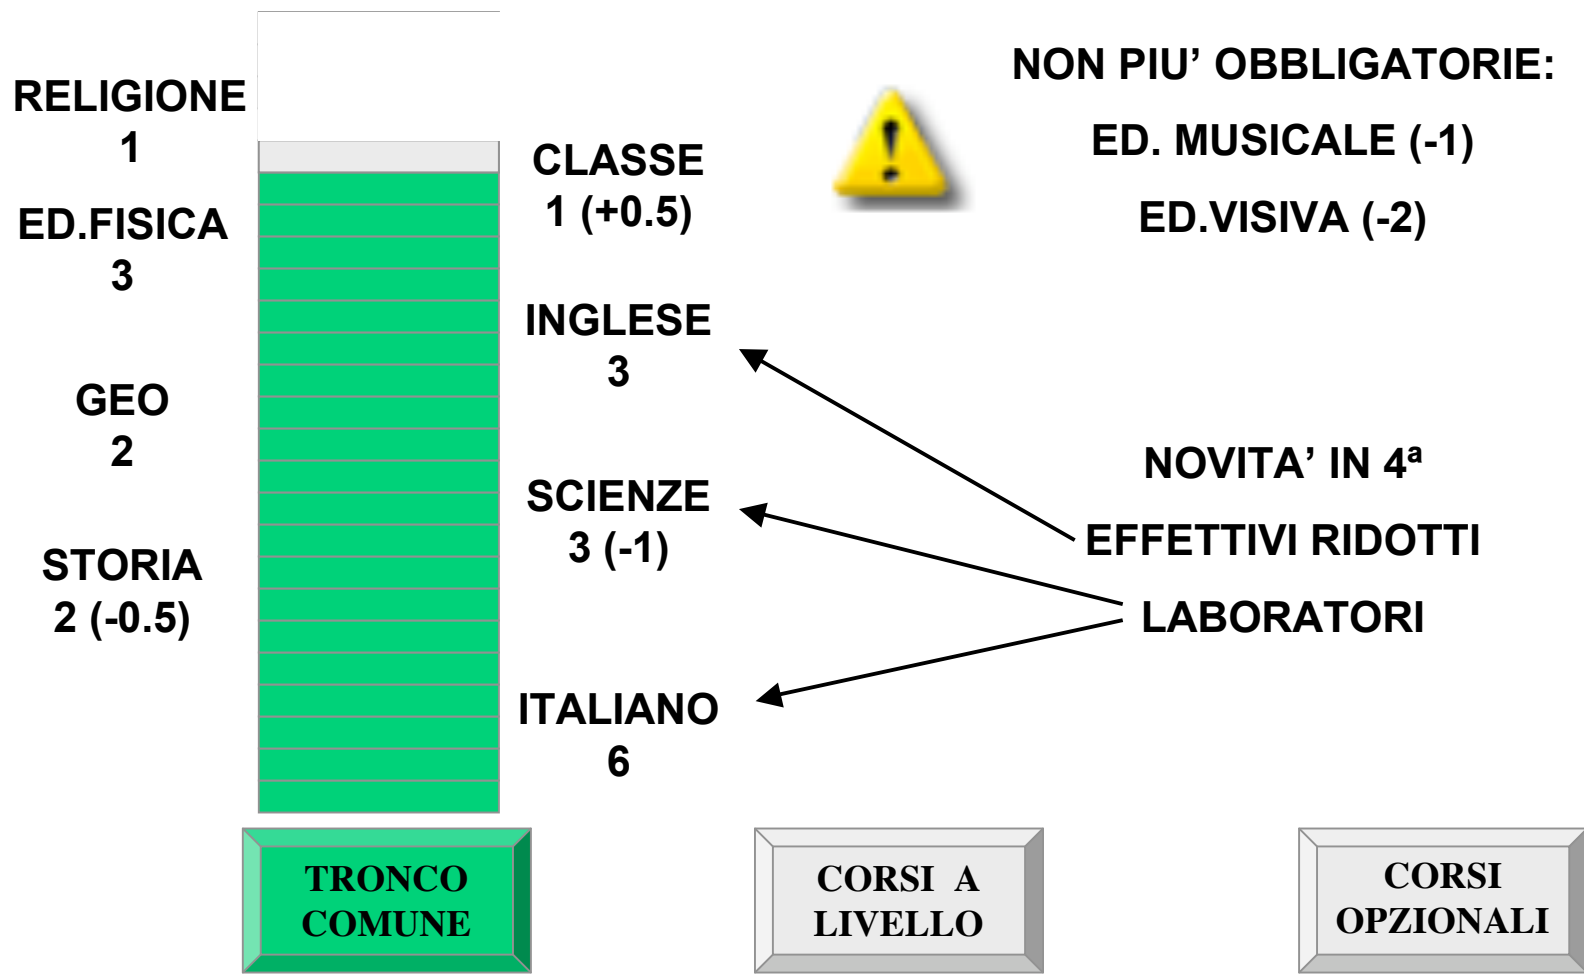 RELIGIONE
1
ED.FISICA
3
GEO
2
STORIA
2 (-0.5)
CLASSE
1 (+0.5)
INGLESE
3
SCIENZE
3 (-1)
ITALIANO
6
NON PIU’ OBBLIGATORIE:
ED. MUSICALE (-1)
ED.VISIVA (-2)
NOVITA’ IN 4ª
EFFETTIVI RIDOTTI
LABORATORI
TRONCO
COMUNE
CORSI A
LIVELLO
CORSI
OPZIONALI